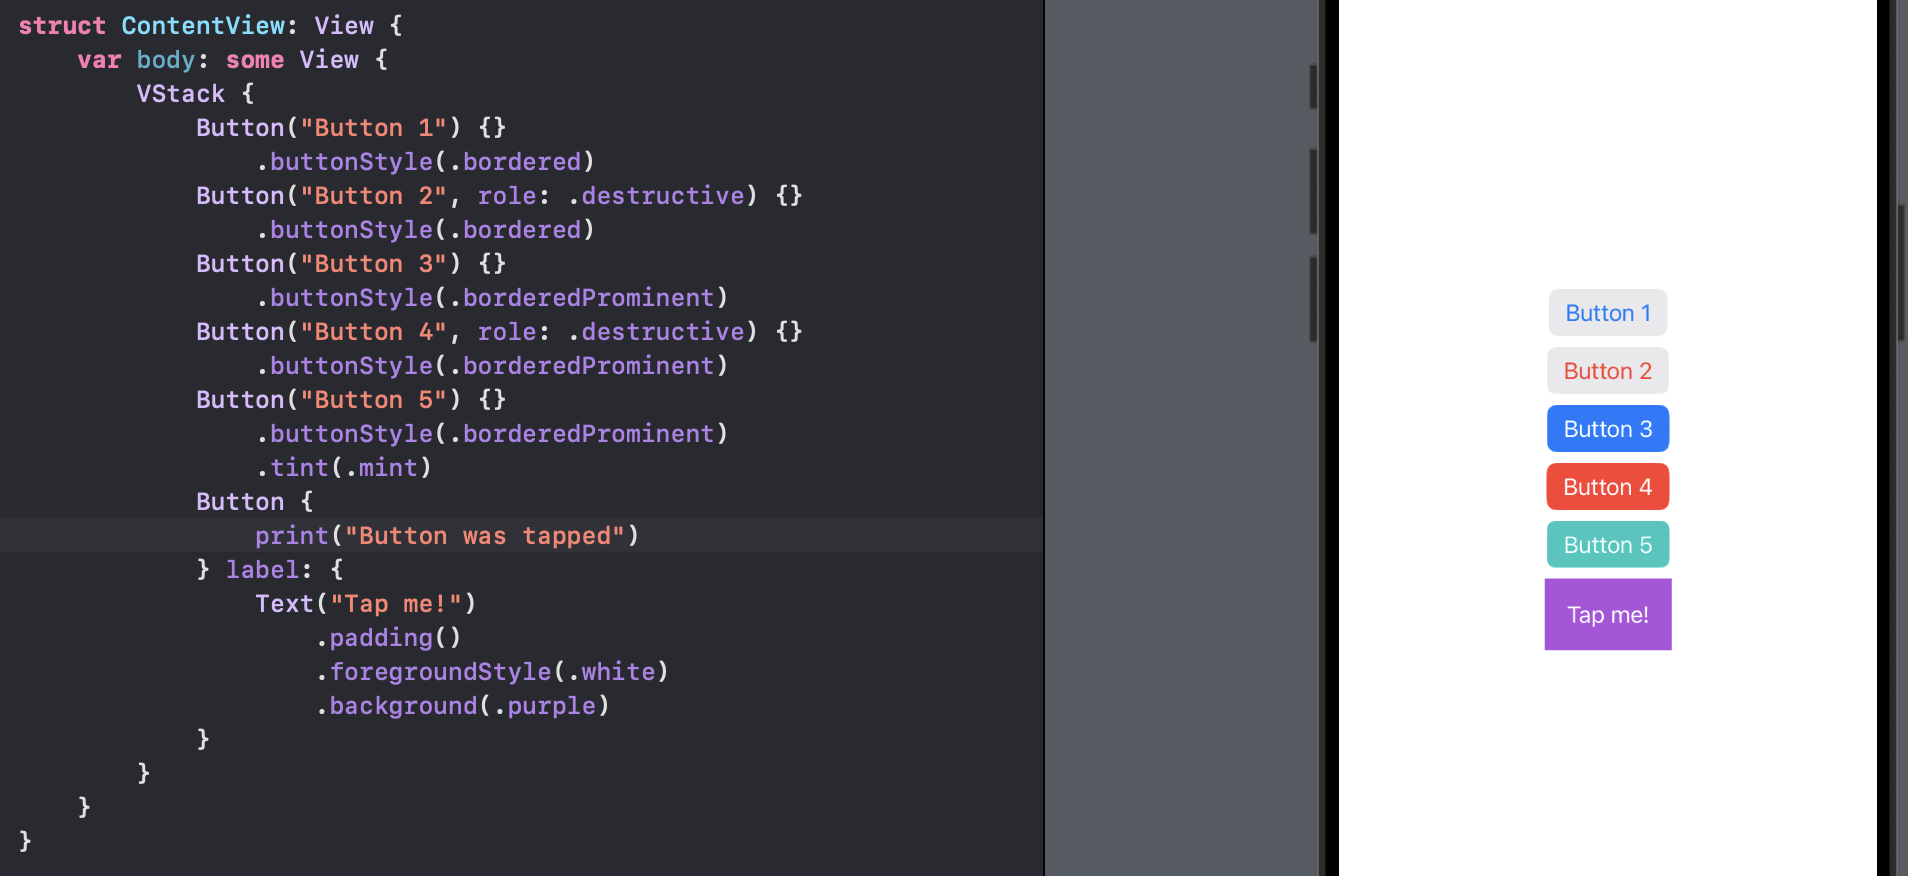 struct ContentView: View {
    var body: some View {
        VStack {
            Button("Button 1") {}
                .buttonStyle(.bordered)
            Button("Button 2", role: .destructive) {}
                .buttonStyle(.bordered)
            Button("Button 3") {}
                .buttonStyle(.borderedProminent)
            Button("Button 4", role: .destructive) {}
                .buttonStyle(.borderedProminent)
            Button("Button 5") {}
                .buttonStyle(.borderedProminent)
                .tint(.mint)
            Button {
                print("Button was tapped")
            } label: {
                Text("Tap me!")
                    .padding()
                    .foregroundStyle(.white)
                    .background(.purple)
            }
        }
    }
}
Button 1
Button 2
Button 3
Button 4
Button 5
Tap me!